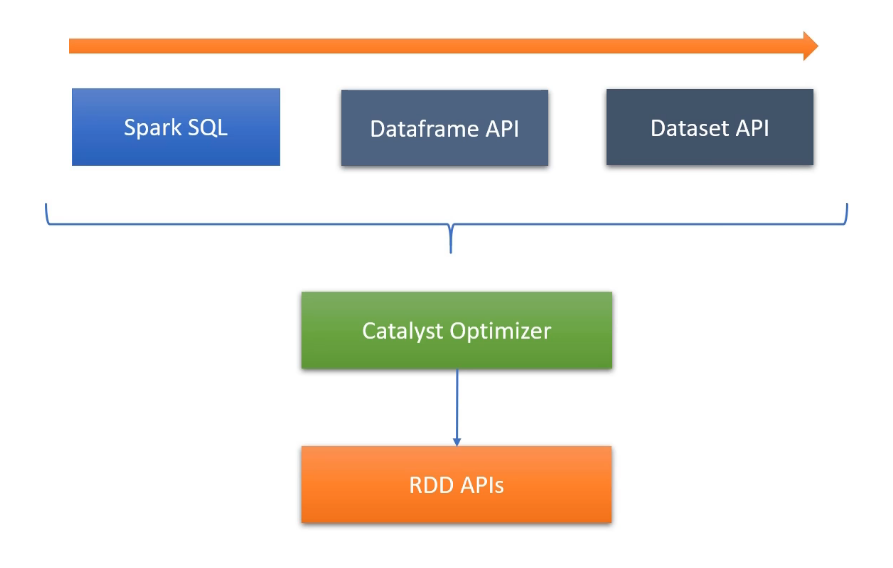 Spark SQL
Dataframe API
Dataset API
Catalyst Optimizer
RDD APIs